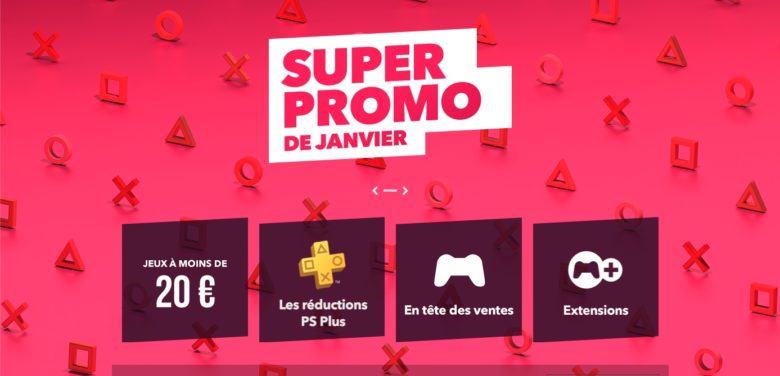 SUPER
PROMO
DE JANVIER
JEUX À MOINS DE
20 €
Les réductions
PS Plus
En tête des ventes
Extensions